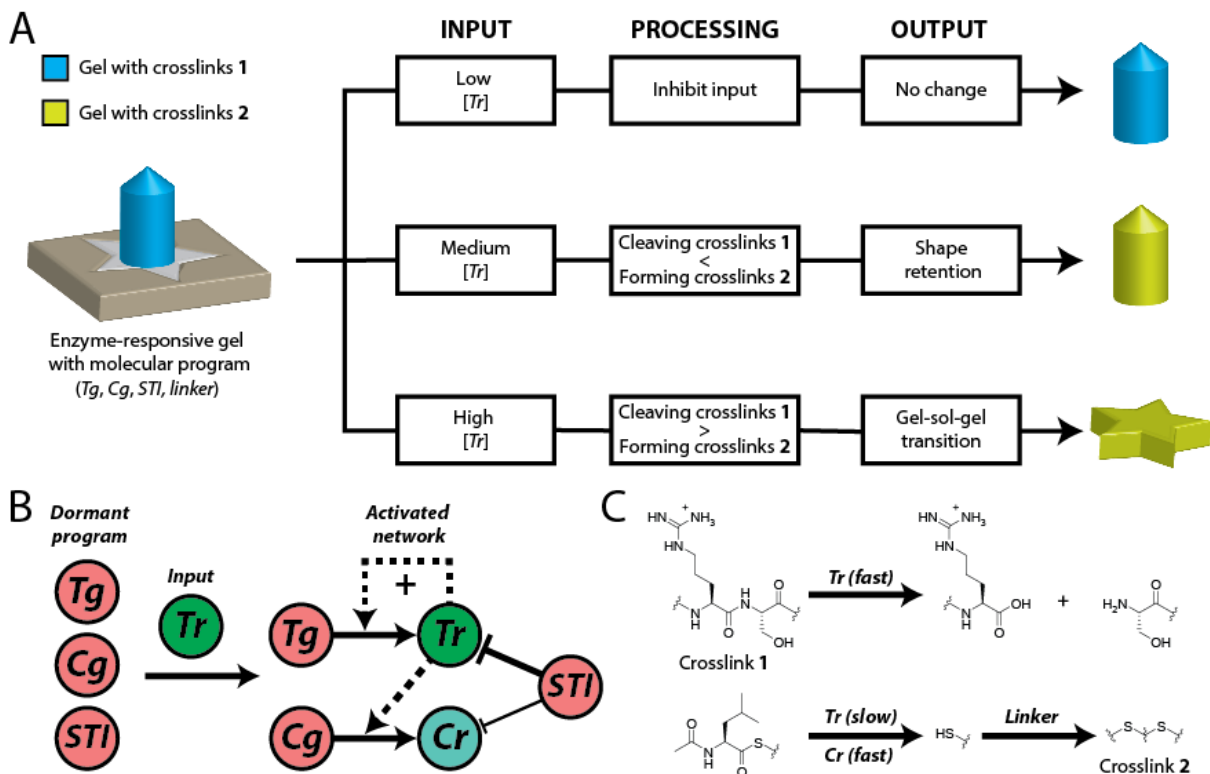 A
INPUT
PROCESSING
OUTPUT
Gel with crosslinks 1
Gel with crosslinks 2
Low
[Tr]
Inhibit input
No change
Medium
[Tr]
Cleaving crosslinks 1
<
Forming crosslinks 2
Shape
retention
Enzyme-responsive gel
with molecular program
(Tg, Cg, STI, linker)
High
[Tr]
Cleaving crosslinks 1
>
Forming crosslinks 2
Gel-sol-gel
transition
B
Dormant
program
Tg
Cg
STI
Input
Tr
Activated
network
+
Tg
Tr
STI
Cg
Cr
C
HN
+
NH₃
HN
N
H
O
H
N
O
OH
Crosslink 1
Tr (fast)
HN
+
NH₃
HN
N
H
O
OH
+
H₂N
O
OH
N
H
O
S
Tr (slow)
Cr (fast)
HS
Linker
S
S
Crosslink 2